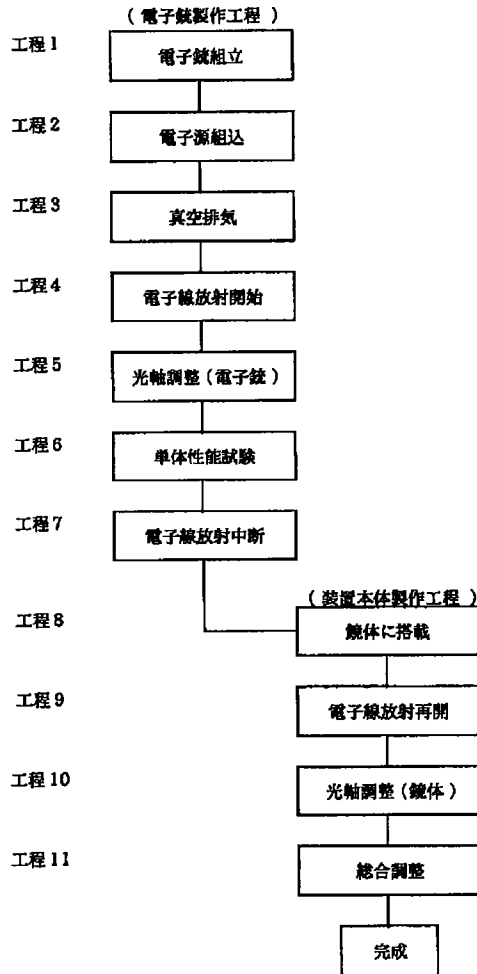 （電子銃製作工程）
工程1
電子銃組立
工程2
電子源組込
工程3
真空排気
工程4
電子線放射開始
工程5
光軸調整（電子銃）
工程6
単体性能試験
工程7
電子線放射中断
（装置本体製作工程）
工程8
鏡体に搭載
工程9
電子線放射再開
工程10
光軸調整（鏡体）
工程11
総合調整
完成